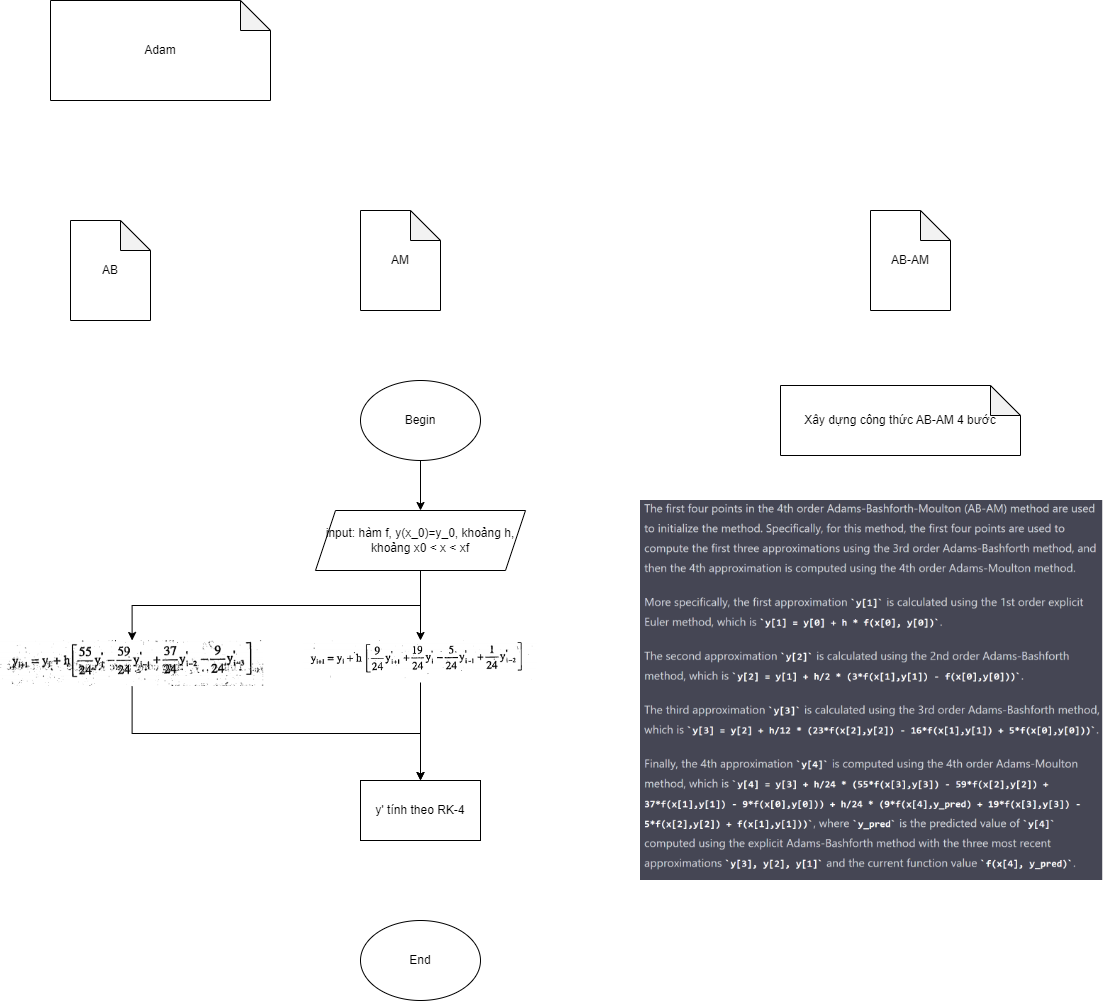 Adam
AB
AM
AB-AM
Begin
Xây dựng công thức AB-AM 4 bước
input: hàm f, y(x_0)=y_0, khoảng h,
khoảng x0 < x < xf
y_{i+1} = y_i + h[55/24 y'_i - 59/24 y'_{i-1} + 37/24 y'_{i-2} - 9/24 y'_{i-3}]
y_{i+1} = y_i + h [9/24 y'_{i+1} + 19/24 y'_i - 5/24 y'_{i-1} + 1/24 y'_{i-2}]
y' tính theo RK-4
End
The first four points in the 4th order Adams-Bashforth-Moulton (AB-AM) method are used
to initialize the method. Specifically, for this method, the first four points are used to
compute the first three approximations using the 3rd order Adams-Bashforth method, and
then the 4th approximation is computed using the 4th order Adams-Moulton method.
More specifically, the first approximation `y[1]` is calculated using the 1st order explicit
Euler method, which is `y[1] = y[0] + h * f(x[0], y[0])`.
The second approximation `y[2]` is calculated using the 2nd order Adams-Bashforth
method, which is `y[2] = y[1] + h/2 * (3*f(x[1],y[1]) - f(x[0],y[0]))`.
The third approximation `y[3]` is calculated using the 3rd order Adams-Bashforth method,
which is `y[3] = y[2] + h/12 * (23*f(x[2],y[2]) - 16*f(x[1],y[1]) + 5*f(x[0],y[0]))`.
Finally, the 4th approximation `y[4]` is computed using the 4th order Adams-Moulton
method, which is `y[4] = y[3] + h/24 * (55*f(x[3],y[3]) - 59*f(x[2],y[2]) +
37*f(x[1],y[1]) - 9*f(x[0],y[0])) + h/24 * (9*f(x[4],y_pred) + 19*f(x[3],y[3]) -
5*f(x[2],y[2]) + f(x[1],y[1]))`, where `y_pred` is the predicted value of `y[4]`
computed using the explicit Adams-Bashforth method with the three most recent
approximations `y[3], y[2], y[1]` and the current function value `f(x[4], y_pred)`.